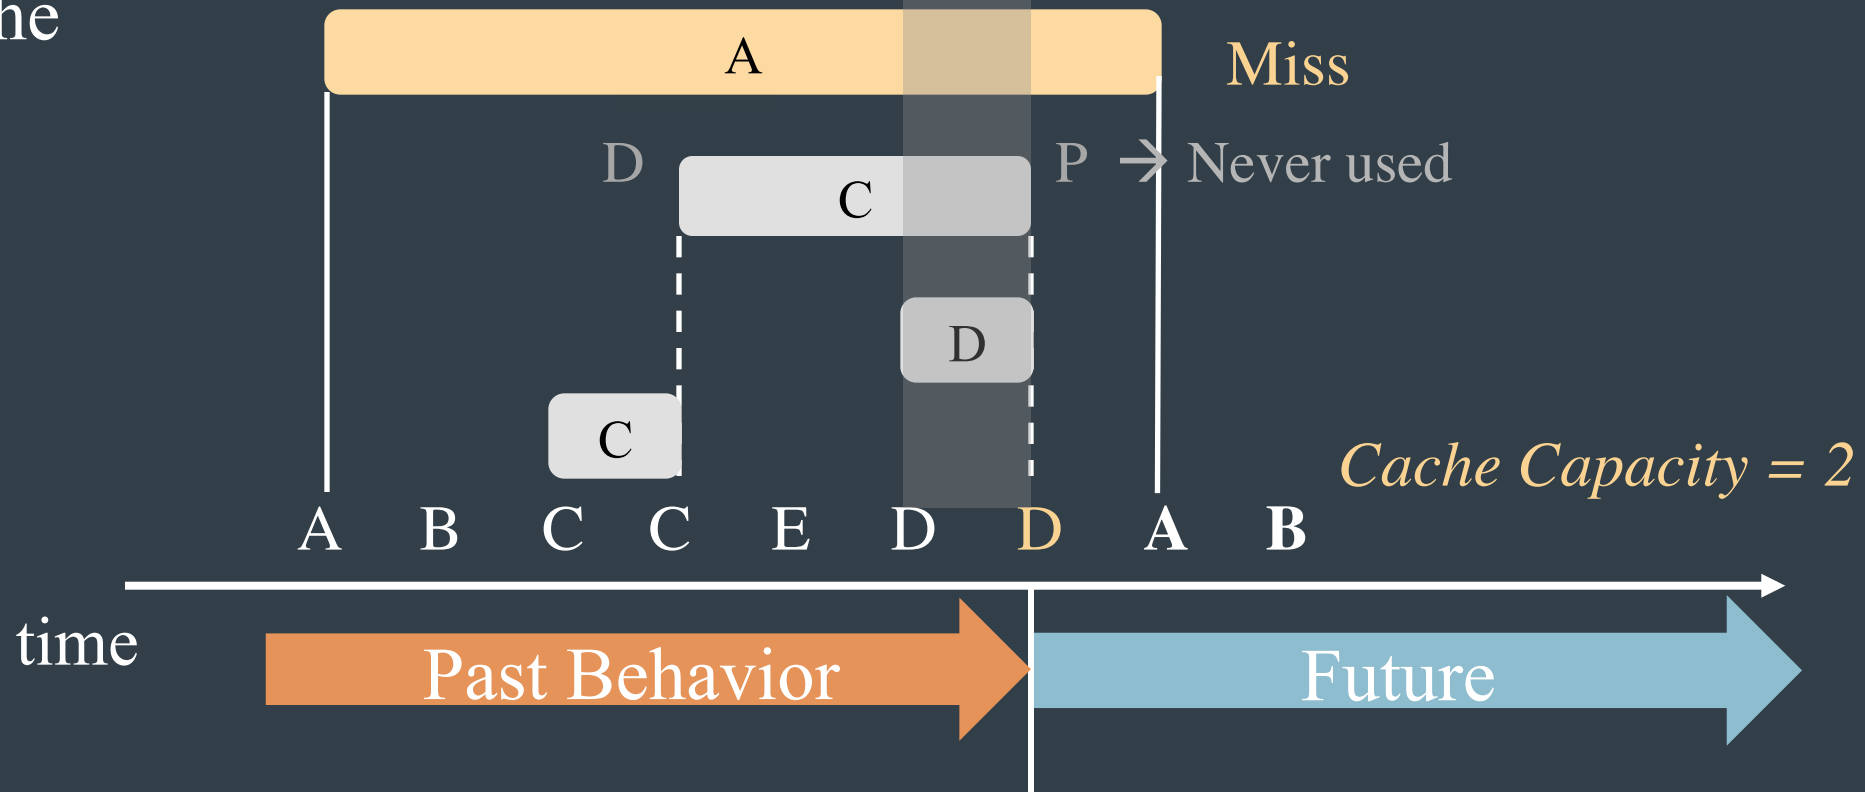 he
A
Miss
D
C
P → Never used
D
C
Cache Capacity = 2
A B C C E D D A B
time
Past Behavior
Future